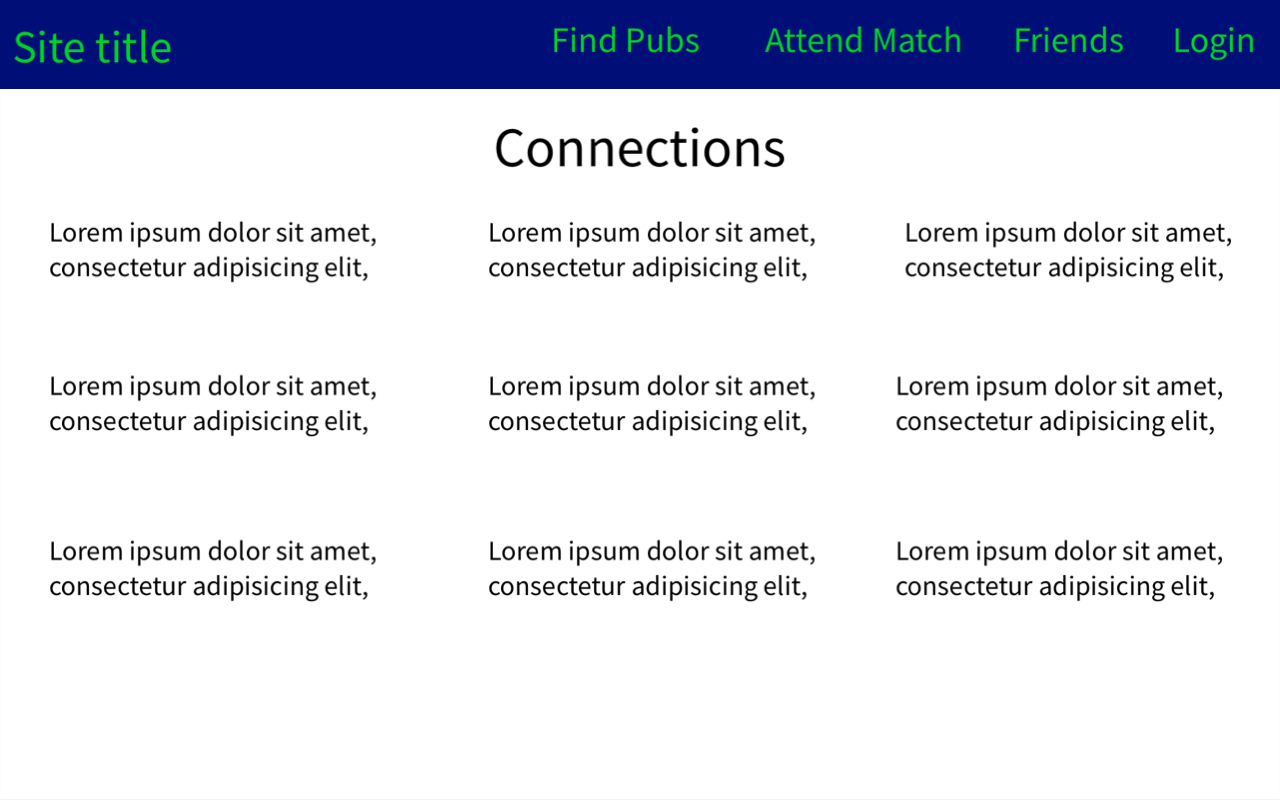 Site title
Find Pubs
Attend Match
Friends
Login
Connections
Lorem ipsum dolor sit amet,
consectetur adipisicing elit,
Lorem ipsum dolor sit amet,
consectetur adipisicing elit,
Lorem ipsum dolor sit amet,
consectetur adipisicing elit,
Lorem ipsum dolor sit amet,
consectetur adipisicing elit,
Lorem ipsum dolor sit amet,
consectetur adipisicing elit,
Lorem ipsum dolor sit amet,
consectetur adipisicing elit,
Lorem ipsum dolor sit amet,
consectetur adipisicing elit,
Lorem ipsum dolor sit amet,
consectetur adipisicing elit,
Lorem ipsum dolor sit amet,
consectetur adipisicing elit,